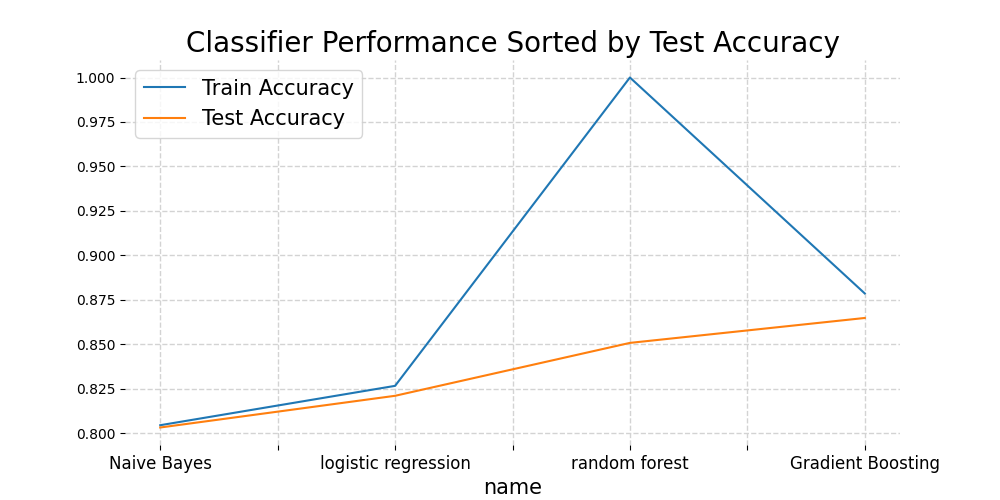 Classifier Performance Sorted by Test Accuracy
Train Accuracy
Test Accuracy
1.000
0.975
0.950
0.925
0.900
0.875
0.850
0.825
0.800
Naive Bayes
logistic regression
random forest
Gradient Boosting
name